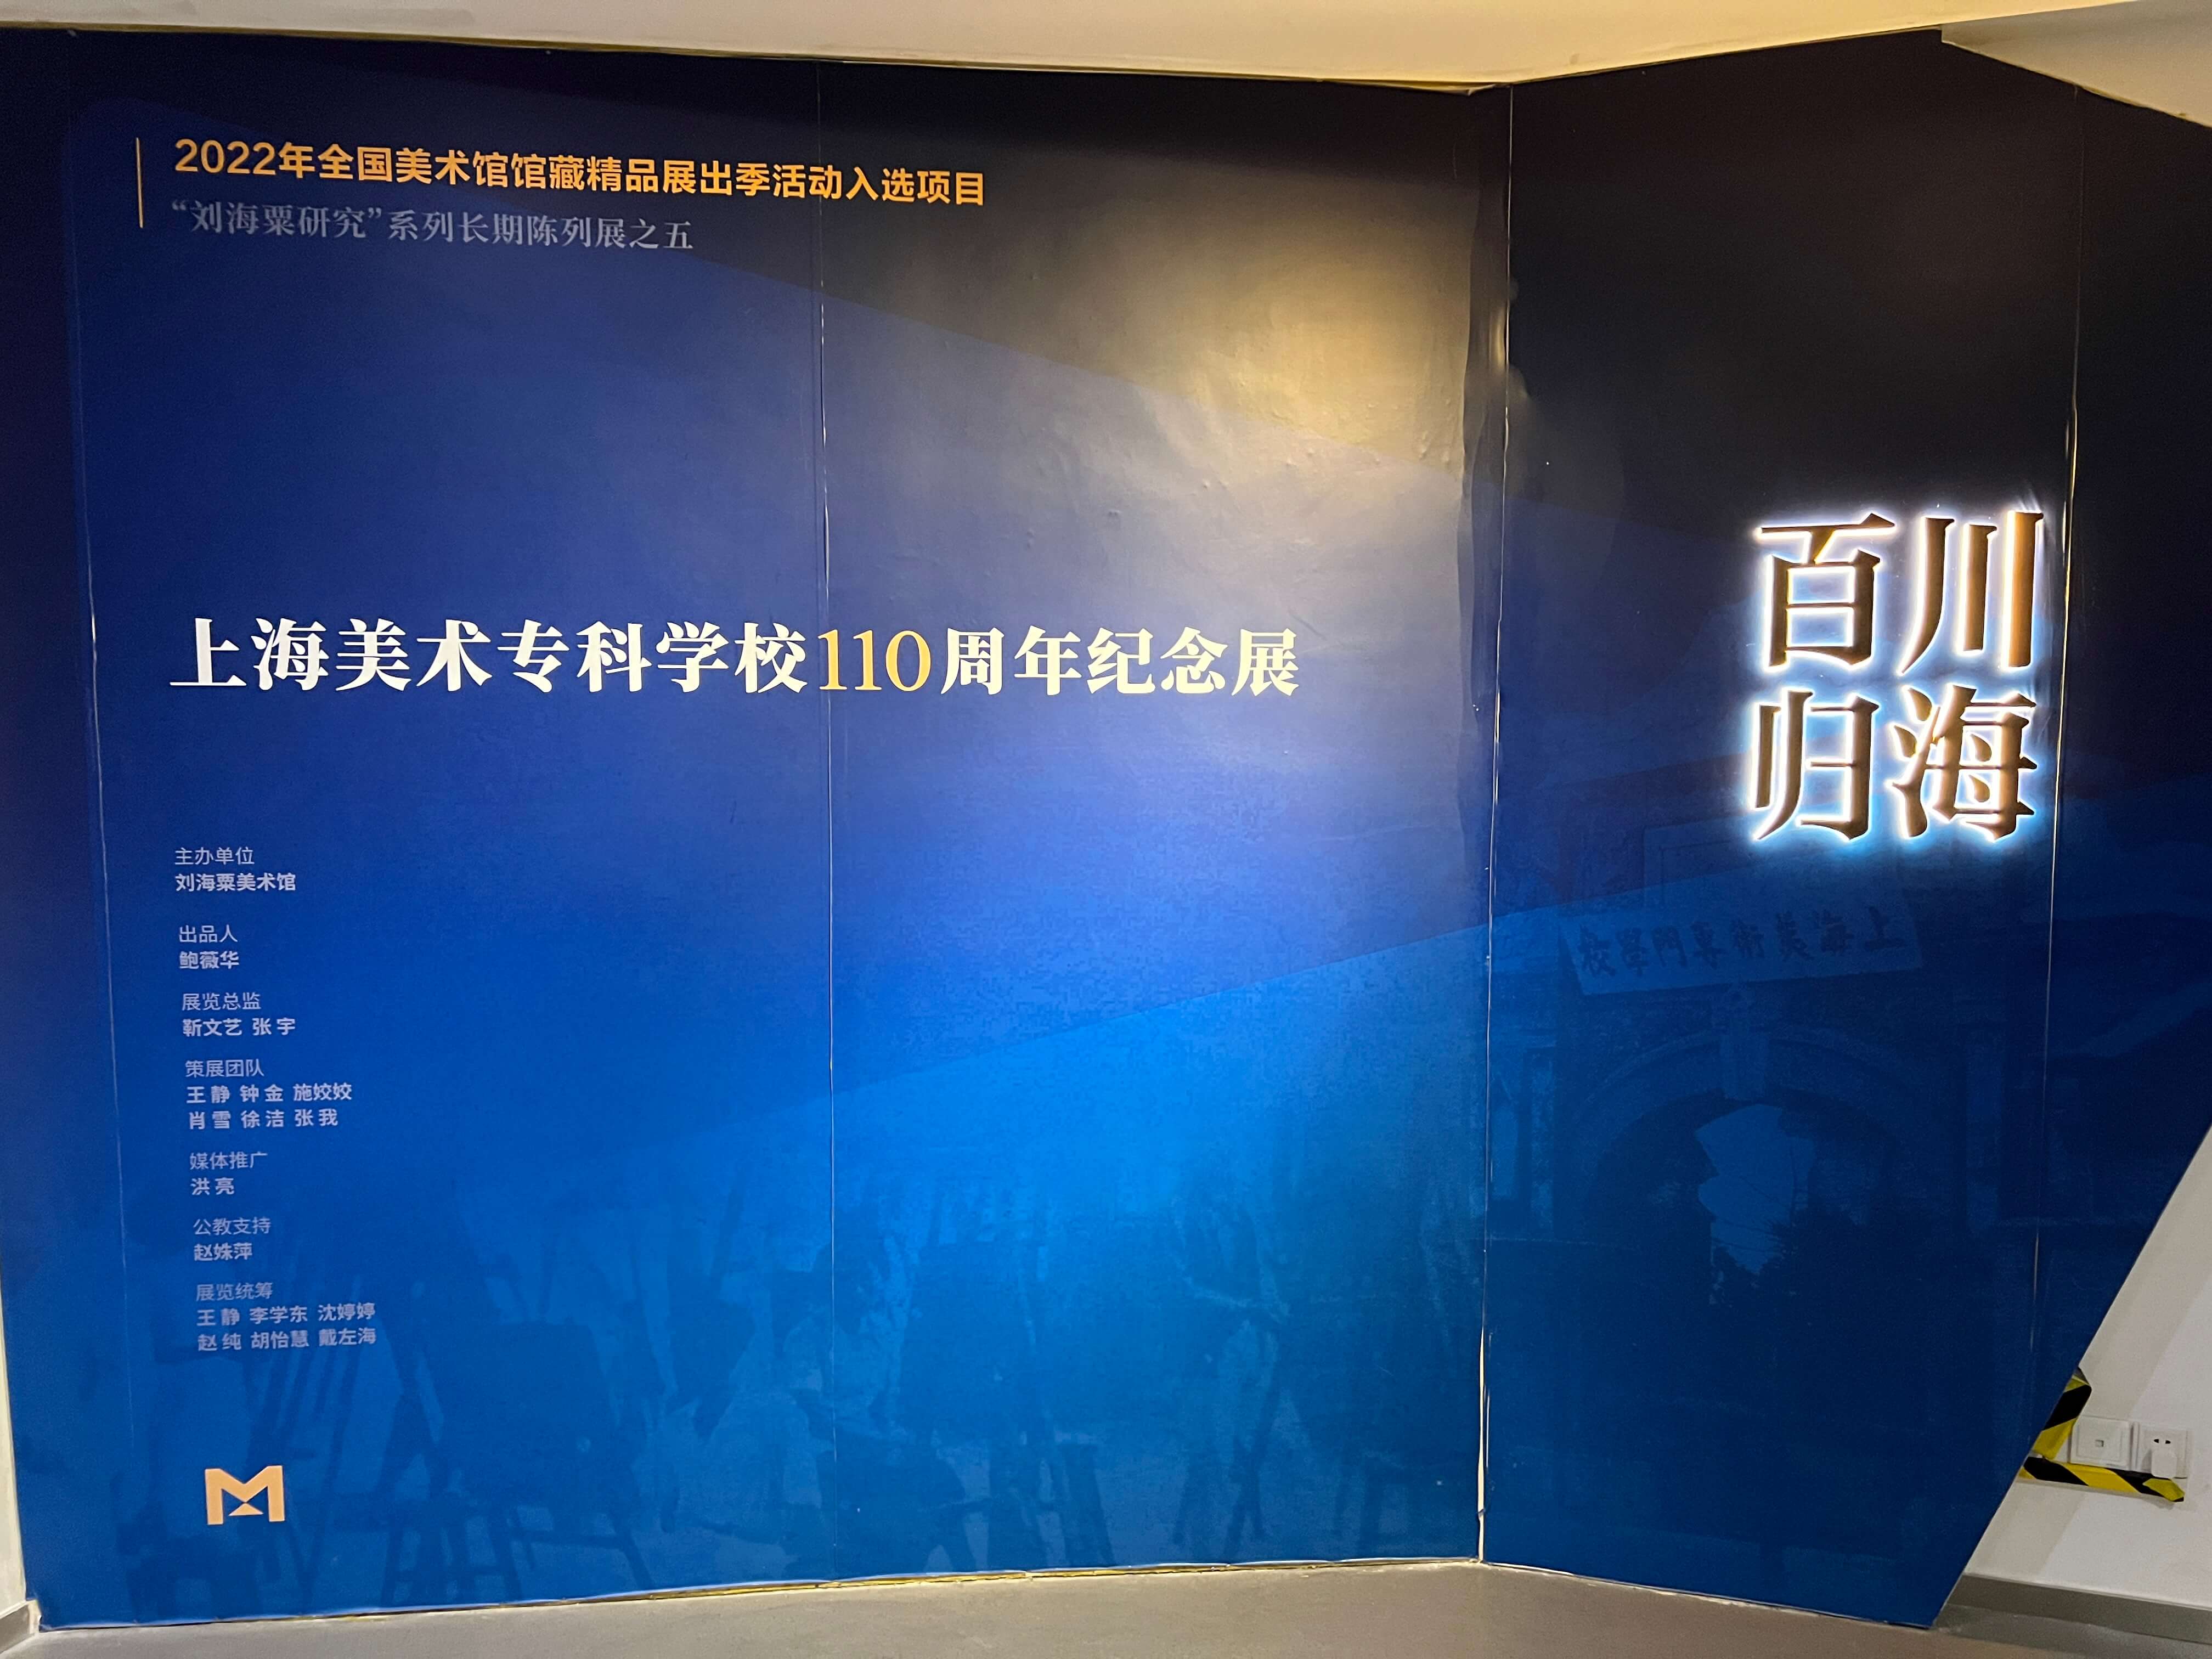 2022年全国美术馆馆藏精品展出季活动入选项目
“刘海粟研究”系列长期陈列展之五
上海美术专科学校110周年纪念展
百川
归海
主办单位
刘海粟美术馆
出品人
鲍薇华
展览总监
靳文艺 张宇
策展团队
王静 钟金 施姣姣
肖雪 徐洁 张我
媒体推广
洪亮
公教支持
赵姝萍
展览统筹
王静 李学东 沈婷婷
赵纯 胡怡慧 戴左海
校學門專術美海上